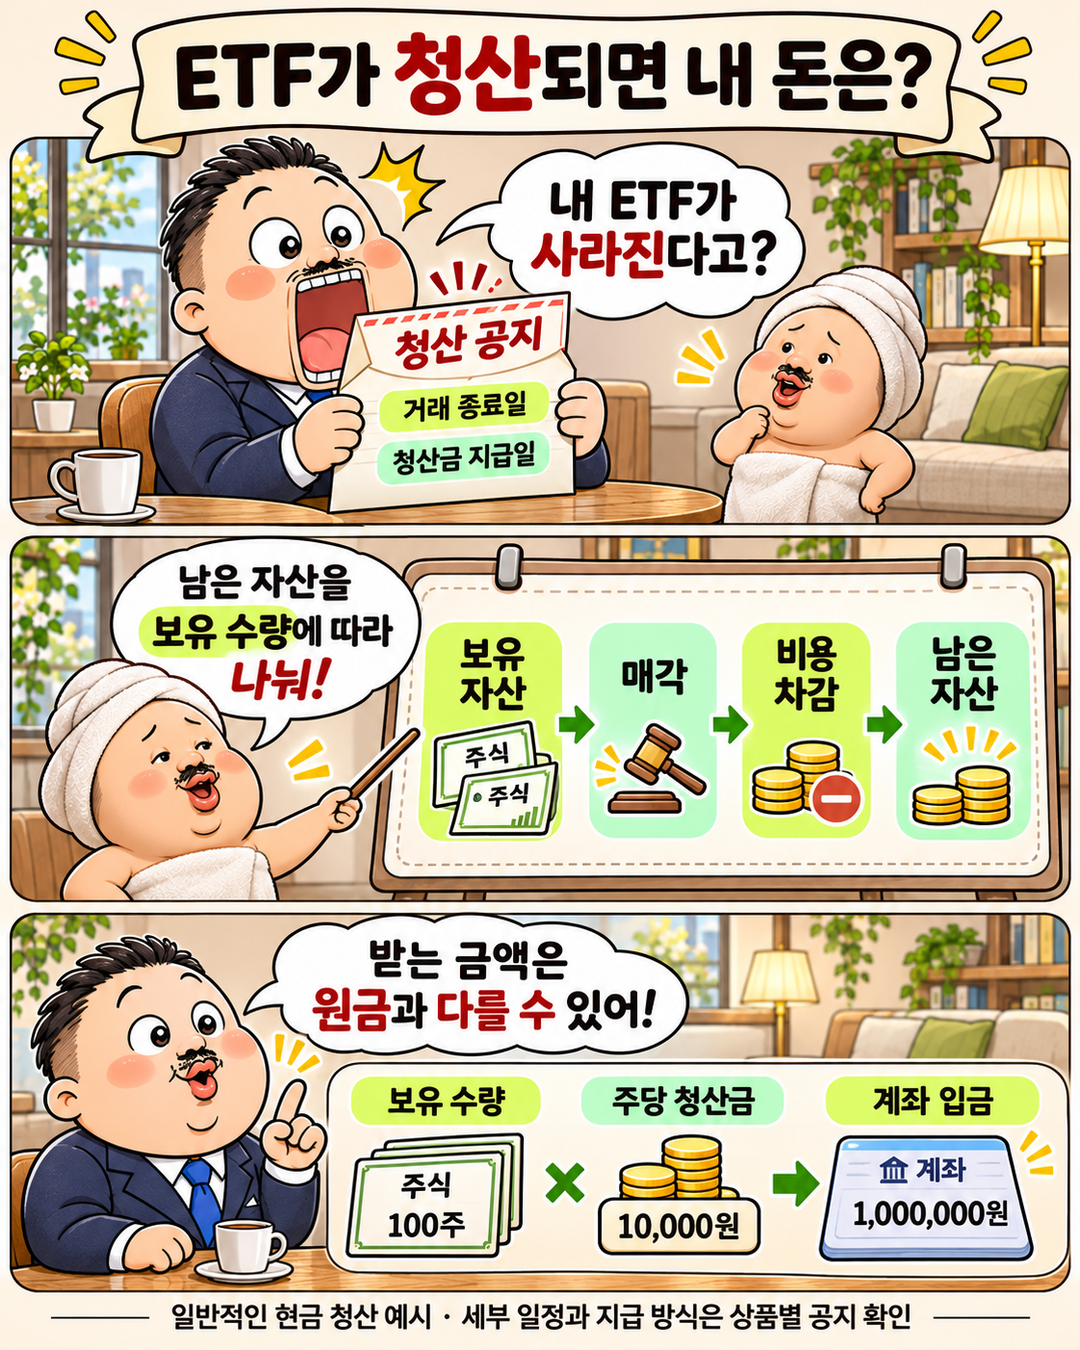 ETF가 청산되면 내 돈은?
내 ETF가
사라진다고?
청산 공지
거래 종료일
청산금 지급일
남은 자산을
보유 수량에 따라
나눠!
보유
자산
주식
주식
매각
비용
차감
남은
자산
받는 금액은
원금과 다를 수 있어!
보유 수량
주식
100주
주당 청산금
10,000원
계좌 입금
계좌
1,000,000원
일반적인 현금 청산 예시 · 세부 일정과 지급 방식은 상품별 공지 확인